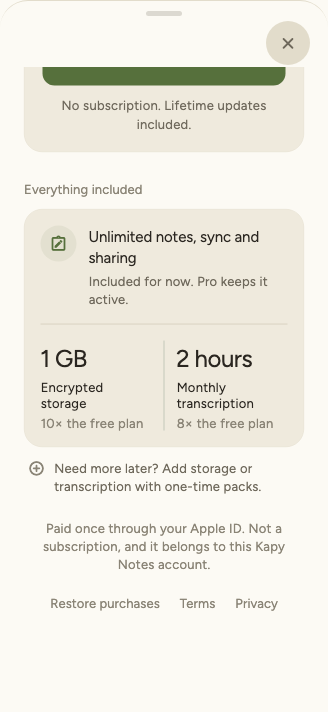 No subscription. Lifetime updates
included.
Everything included
Unlimited notes, sync and
sharing
Included for now. Pro keeps it
active.
1 GB
Encrypted
storage
10× the free plan
2 hours
Monthly
transcription
8× the free plan
Need more later? Add storage or
transcription with one-time packs.
Paid once through your Apple ID. Not a
subscription, and it belongs to this Kapy
Notes account.
Restore purchases
Terms
Privacy